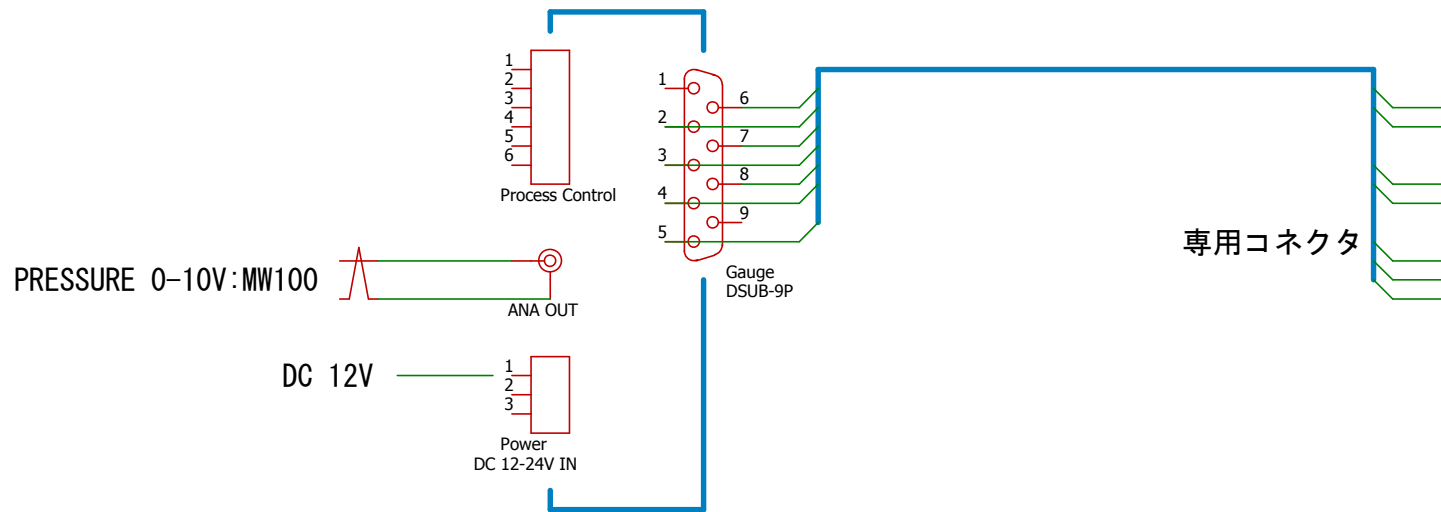 1
2
3
4
5
6
Process Control
1
2
3
4
5
6
7
8
9
Gauge
DSUB-9P
専用コネクタ
PRESSURE 0-10V:MW100
ANA OUT
DC 12V
1
2
3
Power
DC 12-24V IN